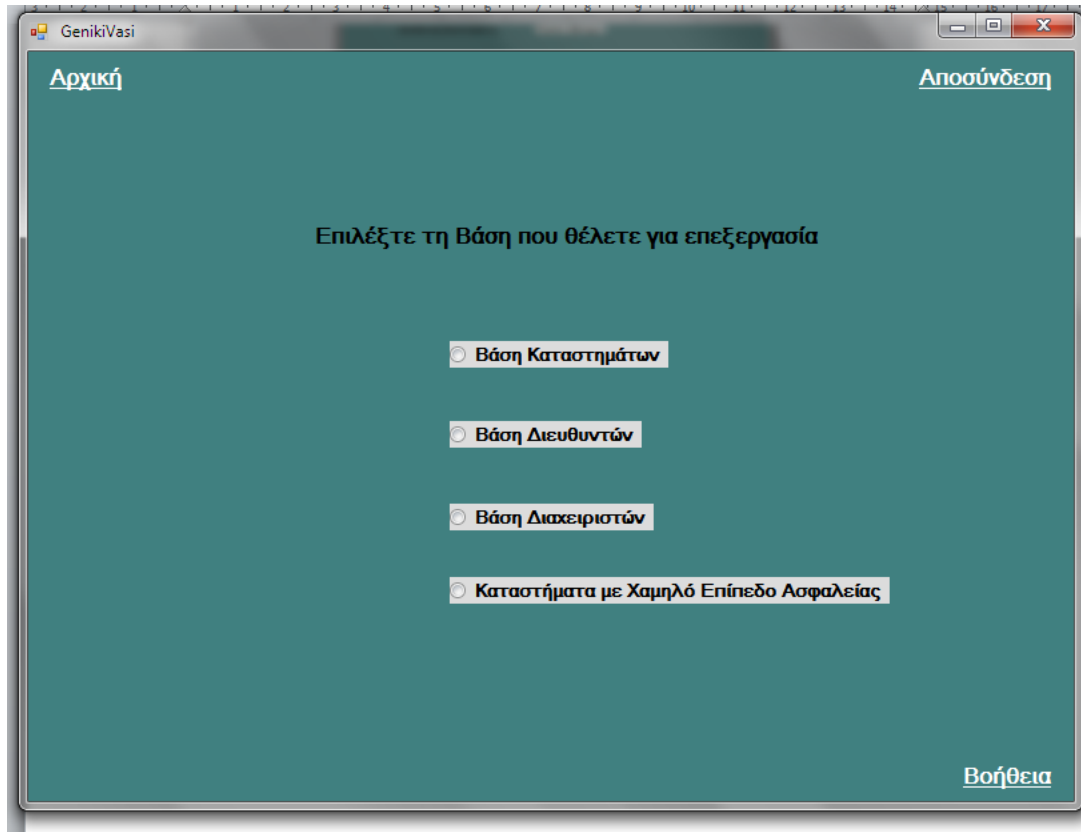 GenikiVasi
Αρχική
Αποσύνδεση
Επιλέξτε τη Βάση που θέλετε για επεξεργασία
Βάση Καταστημάτων
Βάση Διευθυντών
Βάση Διαχειριστών
Καταστήματα με Χαμηλό Επίπεδο Ασφαλείας
Βοήθεια